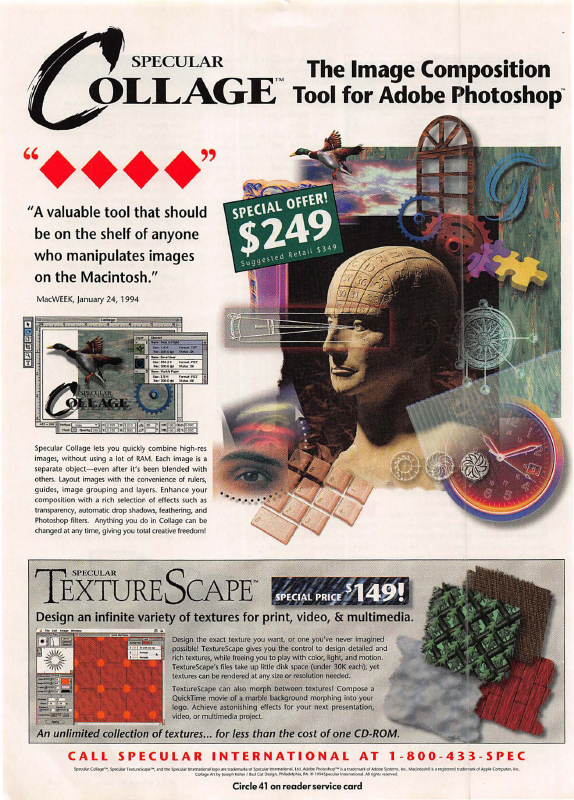 SPECULAR
COLLAGE™
The Image Composition
Tool for Adobe Photoshop™
“ ”
SPECIAL OFFER!
$249
Suggested Retail $349
“A valuable tool that should
be on the shelf of anyone
who manipulates images
on the Macintosh.”
MacWEEK, January 24, 1994
Collage
SPECULAR
COLLAGE
Specular Collage lets you quickly combine high-res
images, without using a lot of RAM. Each image is a
separate object—even after it's been blended with
others. Layout images with the convenience of rulers,
guides, image grouping and layers. Enhance your
composition with a rich selection of effects such as
transparency, automatic drop shadows, feathering, and
Photoshop filters. Anything you do in Collage can be
changed at any time, giving you total creative freedom!
SPECULAR
TEXTURESCAPE™
SPECIAL PRICE $149!
Design an infinite variety of textures for print, video, & multimedia.
Design the exact texture you want, or one you've never imagined
possible! TextureScape gives you the control to design detailed and
rich textures, while freeing you to play with color, light, and motion.
TextureScape's files take up little disk space (under 30K each), yet
textures can be rendered at any size or resolution needed.
TextureScape can also morph between textures! Compose a
QuickTime movie of a marble background morphing into your
logo. Achieve astonishing effects for your next presentation,
video, or multimedia project.
An unlimited collection of textures... for less than the cost of one CD-ROM.
CALL SPECULAR INTERNATIONAL AT 1-800-433-SPEC
Specular Collage™, Specular TextureScape™, and the Specular International logo are trademarks of Specular International, Ltd. Adobe Photoshop™ is a trademark of Adobe Systems, Inc. Macintosh® is a registered trademark of Apple Computer, Inc.
Collage Art by Joseph Kelter / Bad Cat Design, Philadelphia, PA. © 1994 Specular International. All rights reserved.
Circle 41 on reader service card